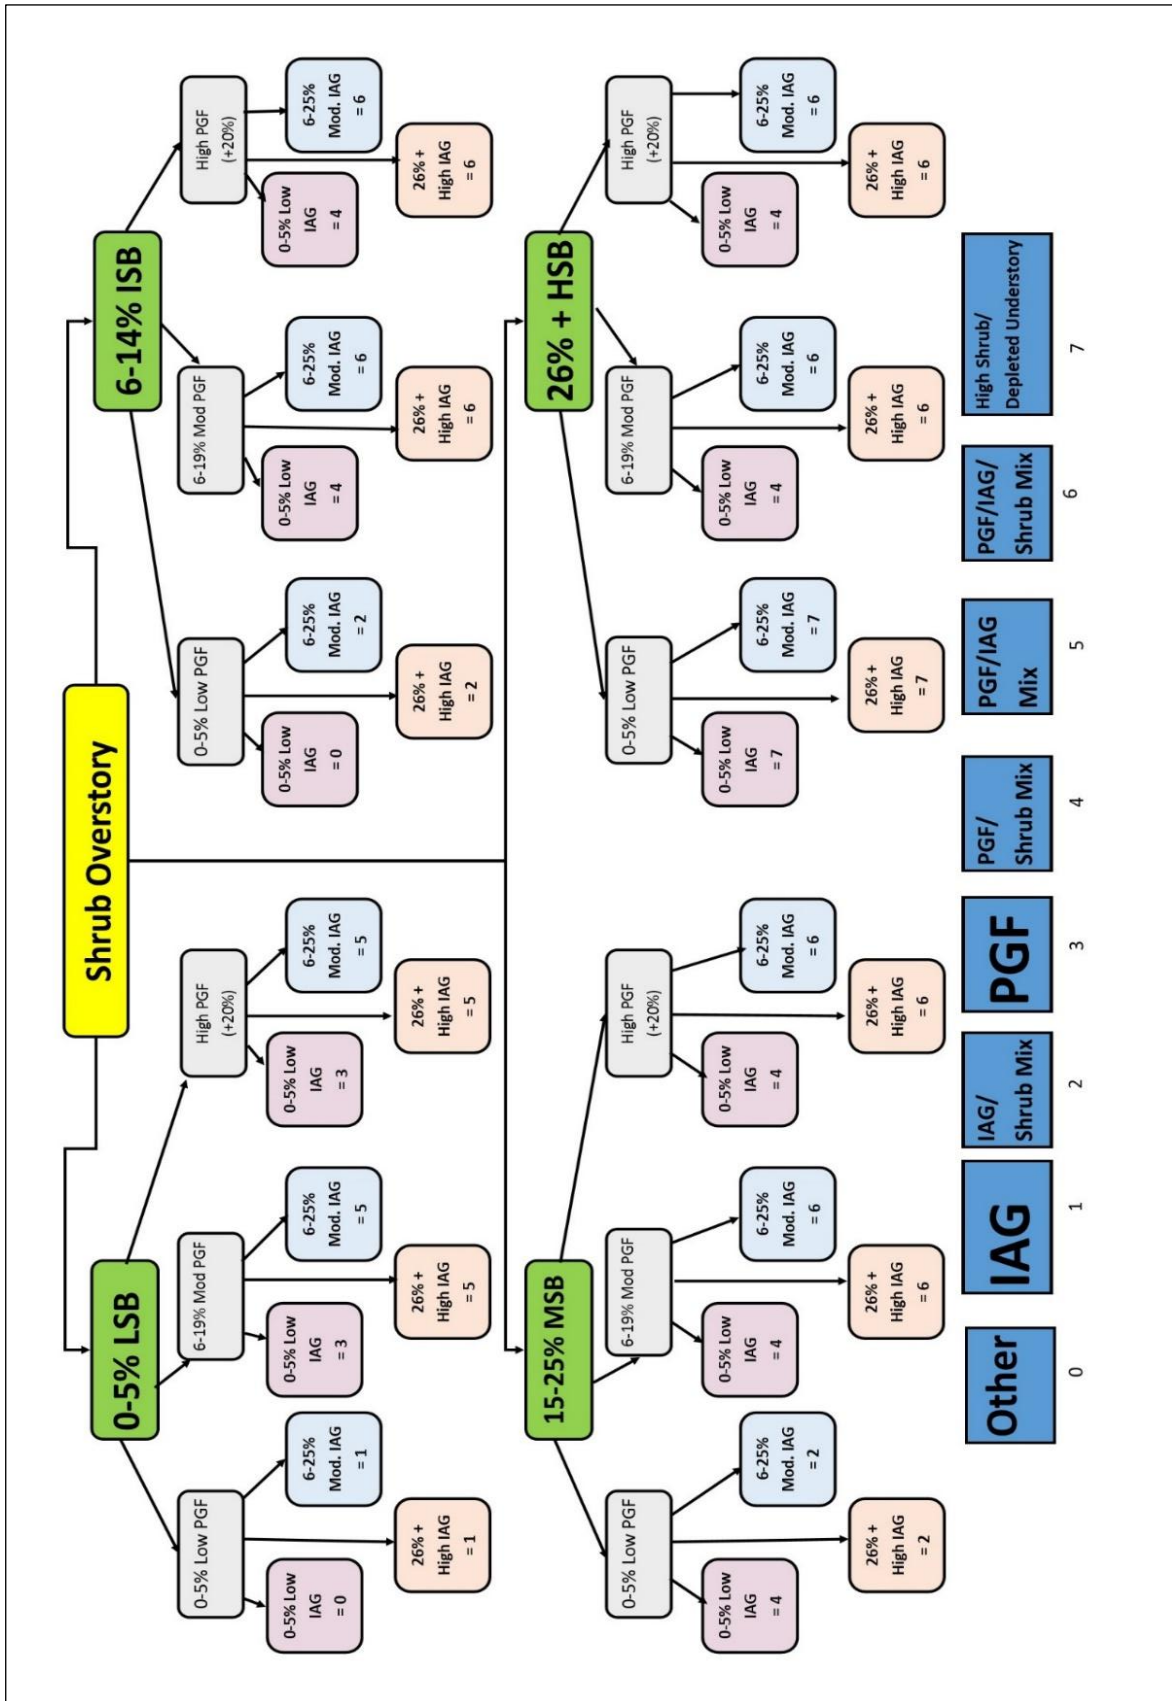 Shrub Overstory
0-5% LSB
0-5% Low PGF
0-5% Low
IAG
= 0
26% +
High IAG
= 1
6-25%
Mod. IAG
= 1
6-19% Mod PGF
0-5% Low
IAG
= 3
26% +
High IAG
= 5
6-25%
Mod. IAG
= 5
High PGF
(+20%)
0-5% Low
IAG
= 3
26% +
High IAG
= 5
6-25%
Mod. IAG
= 5
6-14% ISB
0-5% Low PGF
0-5% Low
IAG
= 0
26% +
High IAG
= 2
6-25%
Mod. IAG
= 2
6-19% Mod PGF
0-5% Low
IAG
= 4
26% +
High IAG
= 6
6-25%
Mod. IAG
= 6
High PGF
(+20%)
0-5% Low
IAG
= 4
26% +
High IAG
= 6
6-25%
Mod. IAG
= 6
15-25% MSB
0-5% Low PGF
0-5% Low
IAG
= 4
26% +
High IAG
= 2
6-25%
Mod. IAG
= 2
6-19% Mod PGF
0-5% Low
IAG
= 4
26% +
High IAG
= 6
6-25%
Mod. IAG
= 6
High PGF
(+20%)
0-5% Low
IAG
= 4
26% +
High IAG
= 6
6-25%
Mod. IAG
= 6
26% + HSB
0-5% Low PGF
0-5% Low
IAG
= 7
26% +
High IAG
= 7
6-25%
Mod. IAG
= 7
6-19% Mod PGF
0-5% Low
IAG
= 4
26% +
High IAG
= 6
6-25%
Mod. IAG
= 6
High PGF
(+20%)
0-5% Low
IAG
= 4
26% +
High IAG
= 6
6-25%
Mod. IAG
= 6
Other
0
IAG
1
IAG/
Shrub Mix
2
PGF
3
PGF/
Shrub Mix
4
PGF/IAG
Mix
5
PGF/IAG/
Shrub Mix
6
High Shrub/
Depleted Understory
7